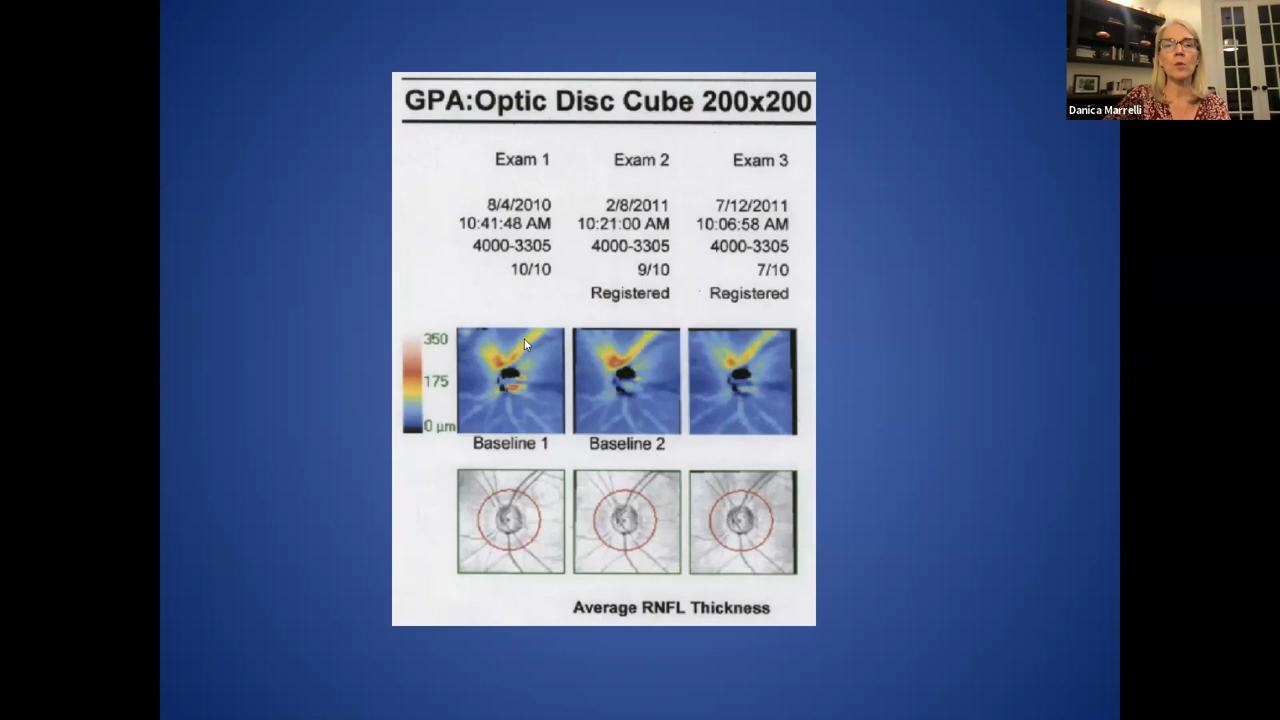 GPA:Optic Disc Cube 200x200
Exam 1 Exam 2 Exam 3
8/4/2010 2/8/2011 7/12/2011
10:41:48 AM 10:21:00 AM 10:06:58 AM
4000-3305 4000-3305 4000-3305
10/10 9/10 7/10
Registered Registered
350
175
0 µm
Baseline 1 Baseline 2
Average RNFL Thickness
Danica Marrelli